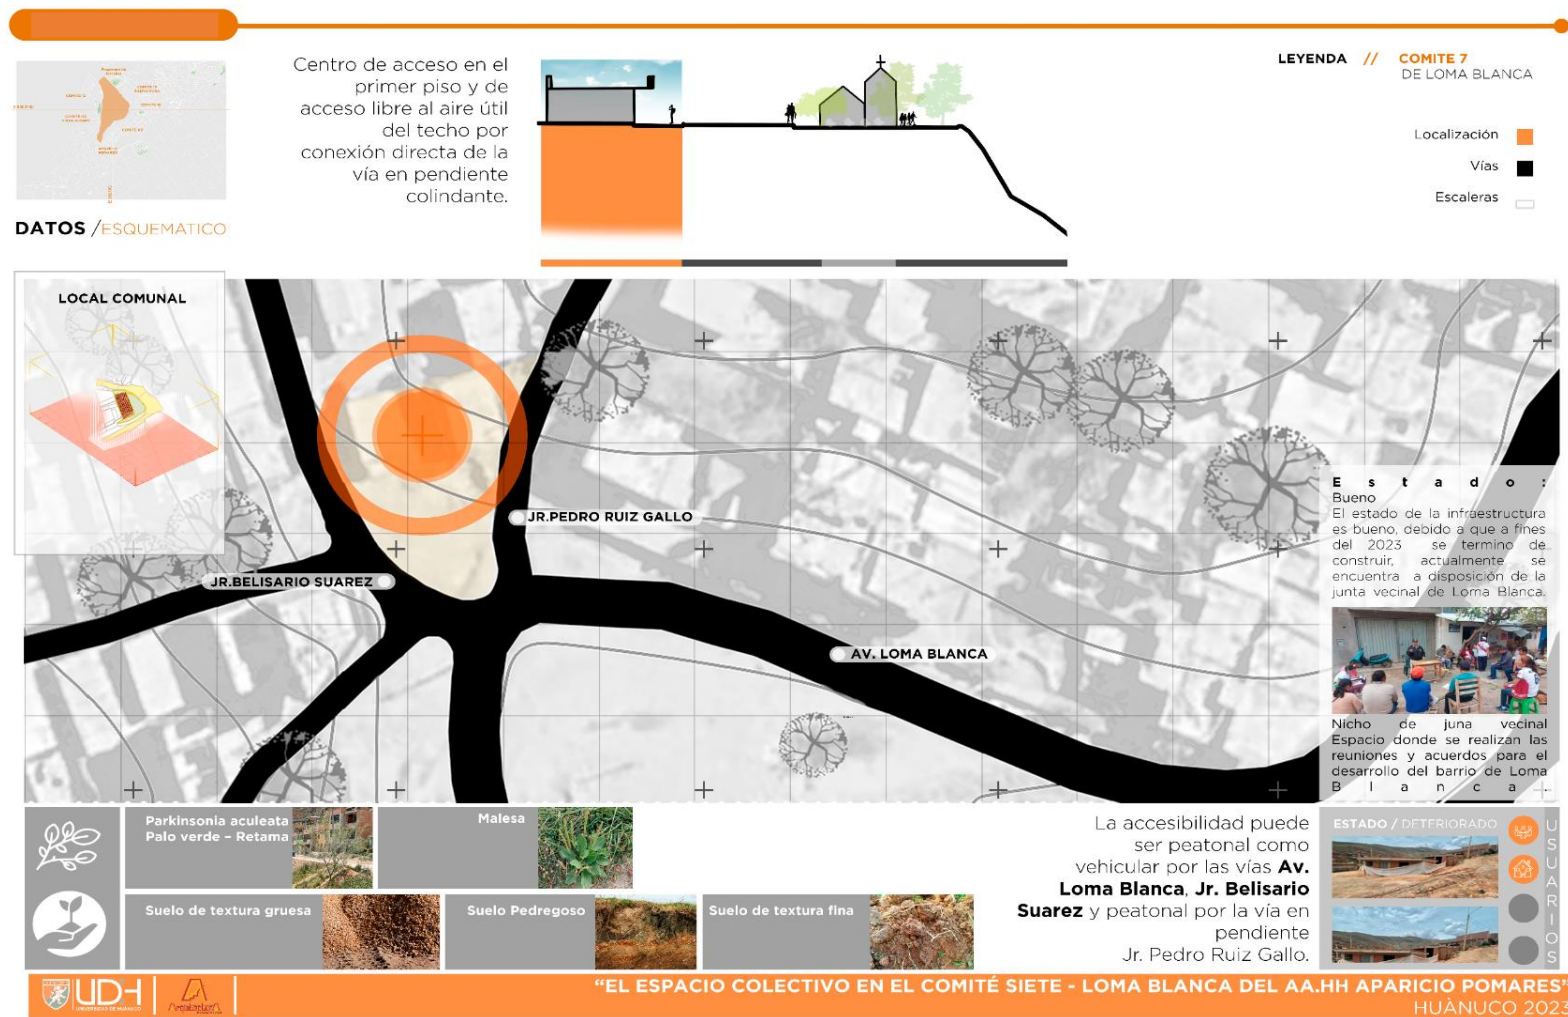 Centro de acceso en el
primer piso y de
acceso libre al aire útil
del techo por
conexión directa de la
vía en pendiente
colindante.
LEYENDA // COMITE 7
DE LOMA BLANCA
Localización
Vías
Escaleras
DATOS /ESQUEMATICO
LOCAL COMUNAL
JR.PEDRO RUIZ GALLO
JR.BELISARIO SUAREZ
AV. LOMA BLANCA
Estado:
Bueno
El estado de la infraestructura
es bueno, debido a que a fines
del 2023 se termino de
construir, actualmente se
encuentra a disposición de la
junta vecinal de Loma Blanca.
Nicho de juna vecinal
Espacio donde se realizan las
reuniones y acuerdos para el
desarrollo del barrio de Loma
Blanca.
Parkinsonia aculeata
Palo verde – Retama
Malesa
Suelo de textura gruesa
Suelo Pedregoso
Suelo de textura fina
La accesibilidad puede
ser peatonal como
vehicular por las vías Av.
Loma Blanca, Jr. Belisario
Suarez y peatonal por la vía en
pendiente
Jr. Pedro Ruiz Gallo.
ESTADO / DETERIORADO
USUARIOS
UDH
UNIVERSIDAD DE HUÁNUCO
"EL ESPACIO COLECTIVO EN EL COMITÉ SIETE - LOMA BLANCA DEL AA.HH APARICIO POMARES"
HUÀNUCO 2023